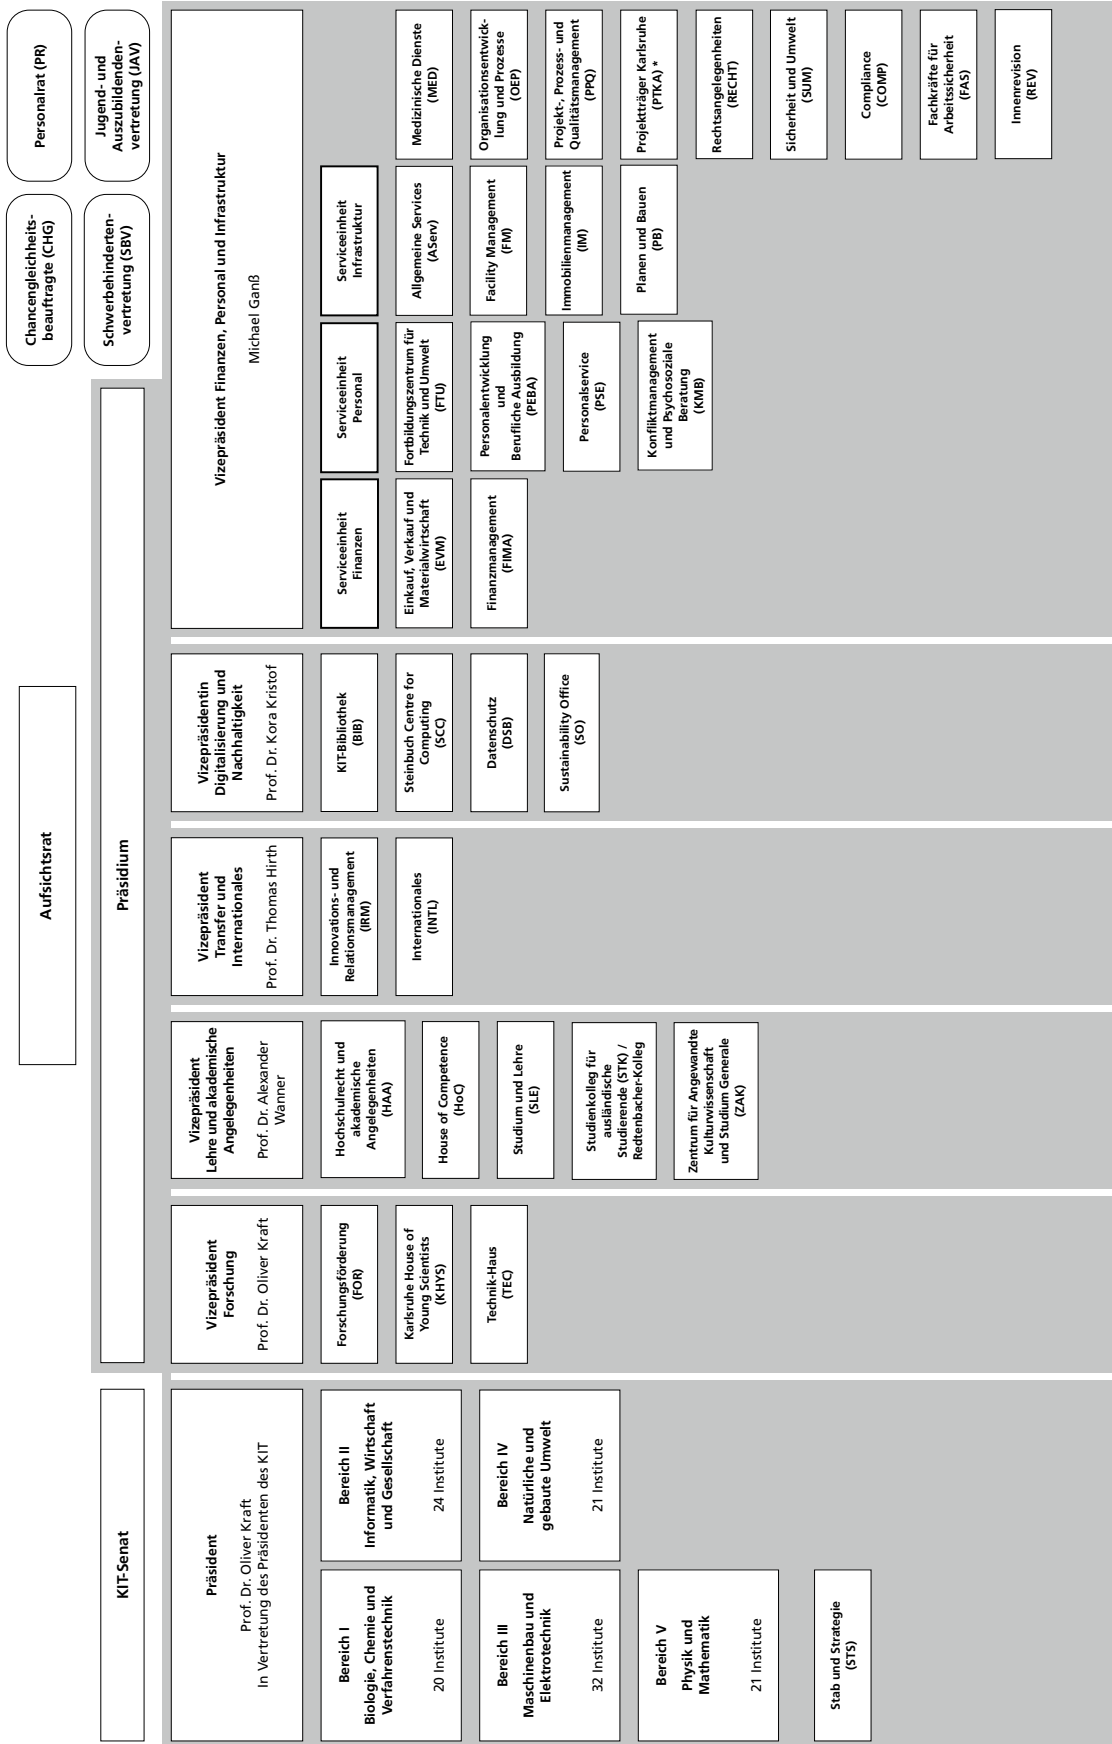 KIT-Senat
Aufsichtsrat
Präsidium
Chancengleichheits-
beauftragte (CHG)
Personalrat (PR)
Schwerbehinderten-
vertretung (SBV)
Jugend- und
Auszubildenden-
vertretung (JAV)
Präsident
Prof. Dr. Oliver Kraft
In Vertretung des Präsidenten des KIT
Bereich I
Biologie, Chemie und
Verfahrenstechnik
20 Institute
Bereich II
Informatik, Wirtschaft
und Gesellschaft
24 Institute
Bereich III
Maschinenbau und
Elektrotechnik
32 Institute
Bereich IV
Natürliche und
gebaute Umwelt
21 Institute
Bereich V
Physik und
Mathematik
21 Institute
Stab und Strategie
(STS)
Vizepräsident
Forschung
Prof. Dr. Oliver Kraft
Forschungsförderung
(FOR)
Karlsruhe House of
Young Scientists
(KHYS)
Technik-Haus
(TEC)
Vizepräsident
Lehre und akademische
Angelegenheiten
Prof. Dr. Alexander
Wanner
Hochschulrecht und
akademische
Angelegenheiten
(HAA)
House of Competence
(HoC)
Studium und Lehre
(SLE)
Studienkolleg für
ausländische
Studierende (STK) /
Redtenbacher-Kolleg
Zentrum für Angewandte
Kulturwissenschaft
und Studium Generale
(ZAK)
Vizepräsident
Transfer und
Internationales
Prof. Dr. Thomas Hirth
Innovations- und
Relationsmanagement
(IRM)
Internationales
(INTL)
Vizepräsidentin
Digitalisierung und
Nachhaltigkeit
Prof. Dr. Kora Kristof
KIT-Bibliothek
(BIB)
Steinbuch Centre for
Computing
(SCC)
Datenschutz
(DSB)
Sustainability Office
(SO)
Vizepräsident Finanzen, Personal und Infrastruktur
Michael Ganß
Serviceeinheit
Finanzen
Einkauf, Verkauf und
Materialwirtschaft
(EVM)
Finanzmanagement
(FIMA)
Serviceeinheit
Personal
Fortbildungszentrum für
Technik und Umwelt
(FTU)
Personalentwicklung
und
Berufliche Ausbildung
(PEBA)
Personalservice
(PSE)
Konfliktmanagement
und Psychosoziale
Beratung
(KMB)
Serviceeinheit
Infrastruktur
Allgemeine Services
(AServ)
Facility Management
(FM)
Immobilienmanagement
(IM)
Planen und Bauen
(PB)
Medizinische Dienste
(MED)
Organisationsentwick-
lung und Prozesse
(OEP)
Projekt-, Prozess- und
Qualitätsmanagement
(PPQ)
Projektträger Karlsruhe
(PTKA) *
Rechtsangelegenheiten
(RECHT)
Sicherheit und Umwelt
(SUM)
Compliance
(COMP)
Fachkräfte für
Arbeitssicherheit
(FAS)
Innenrevision
(REV)